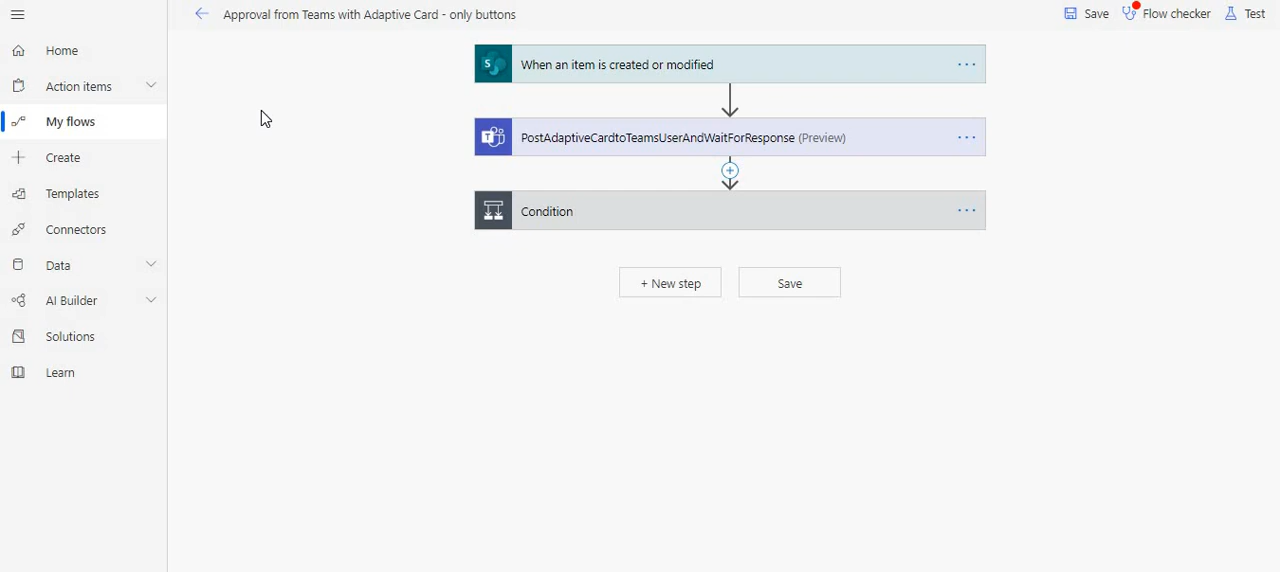 Approval from Teams with Adaptive Card - only buttons
Save
Flow checker
Test
Home
Action items
My flows
Create
Templates
Connectors
Data
AI Builder
Solutions
Learn
When an item is created or modified
PostAdaptiveCardtoTeamsUserAndWaitForResponse (Preview)
Condition
+ New step
Save